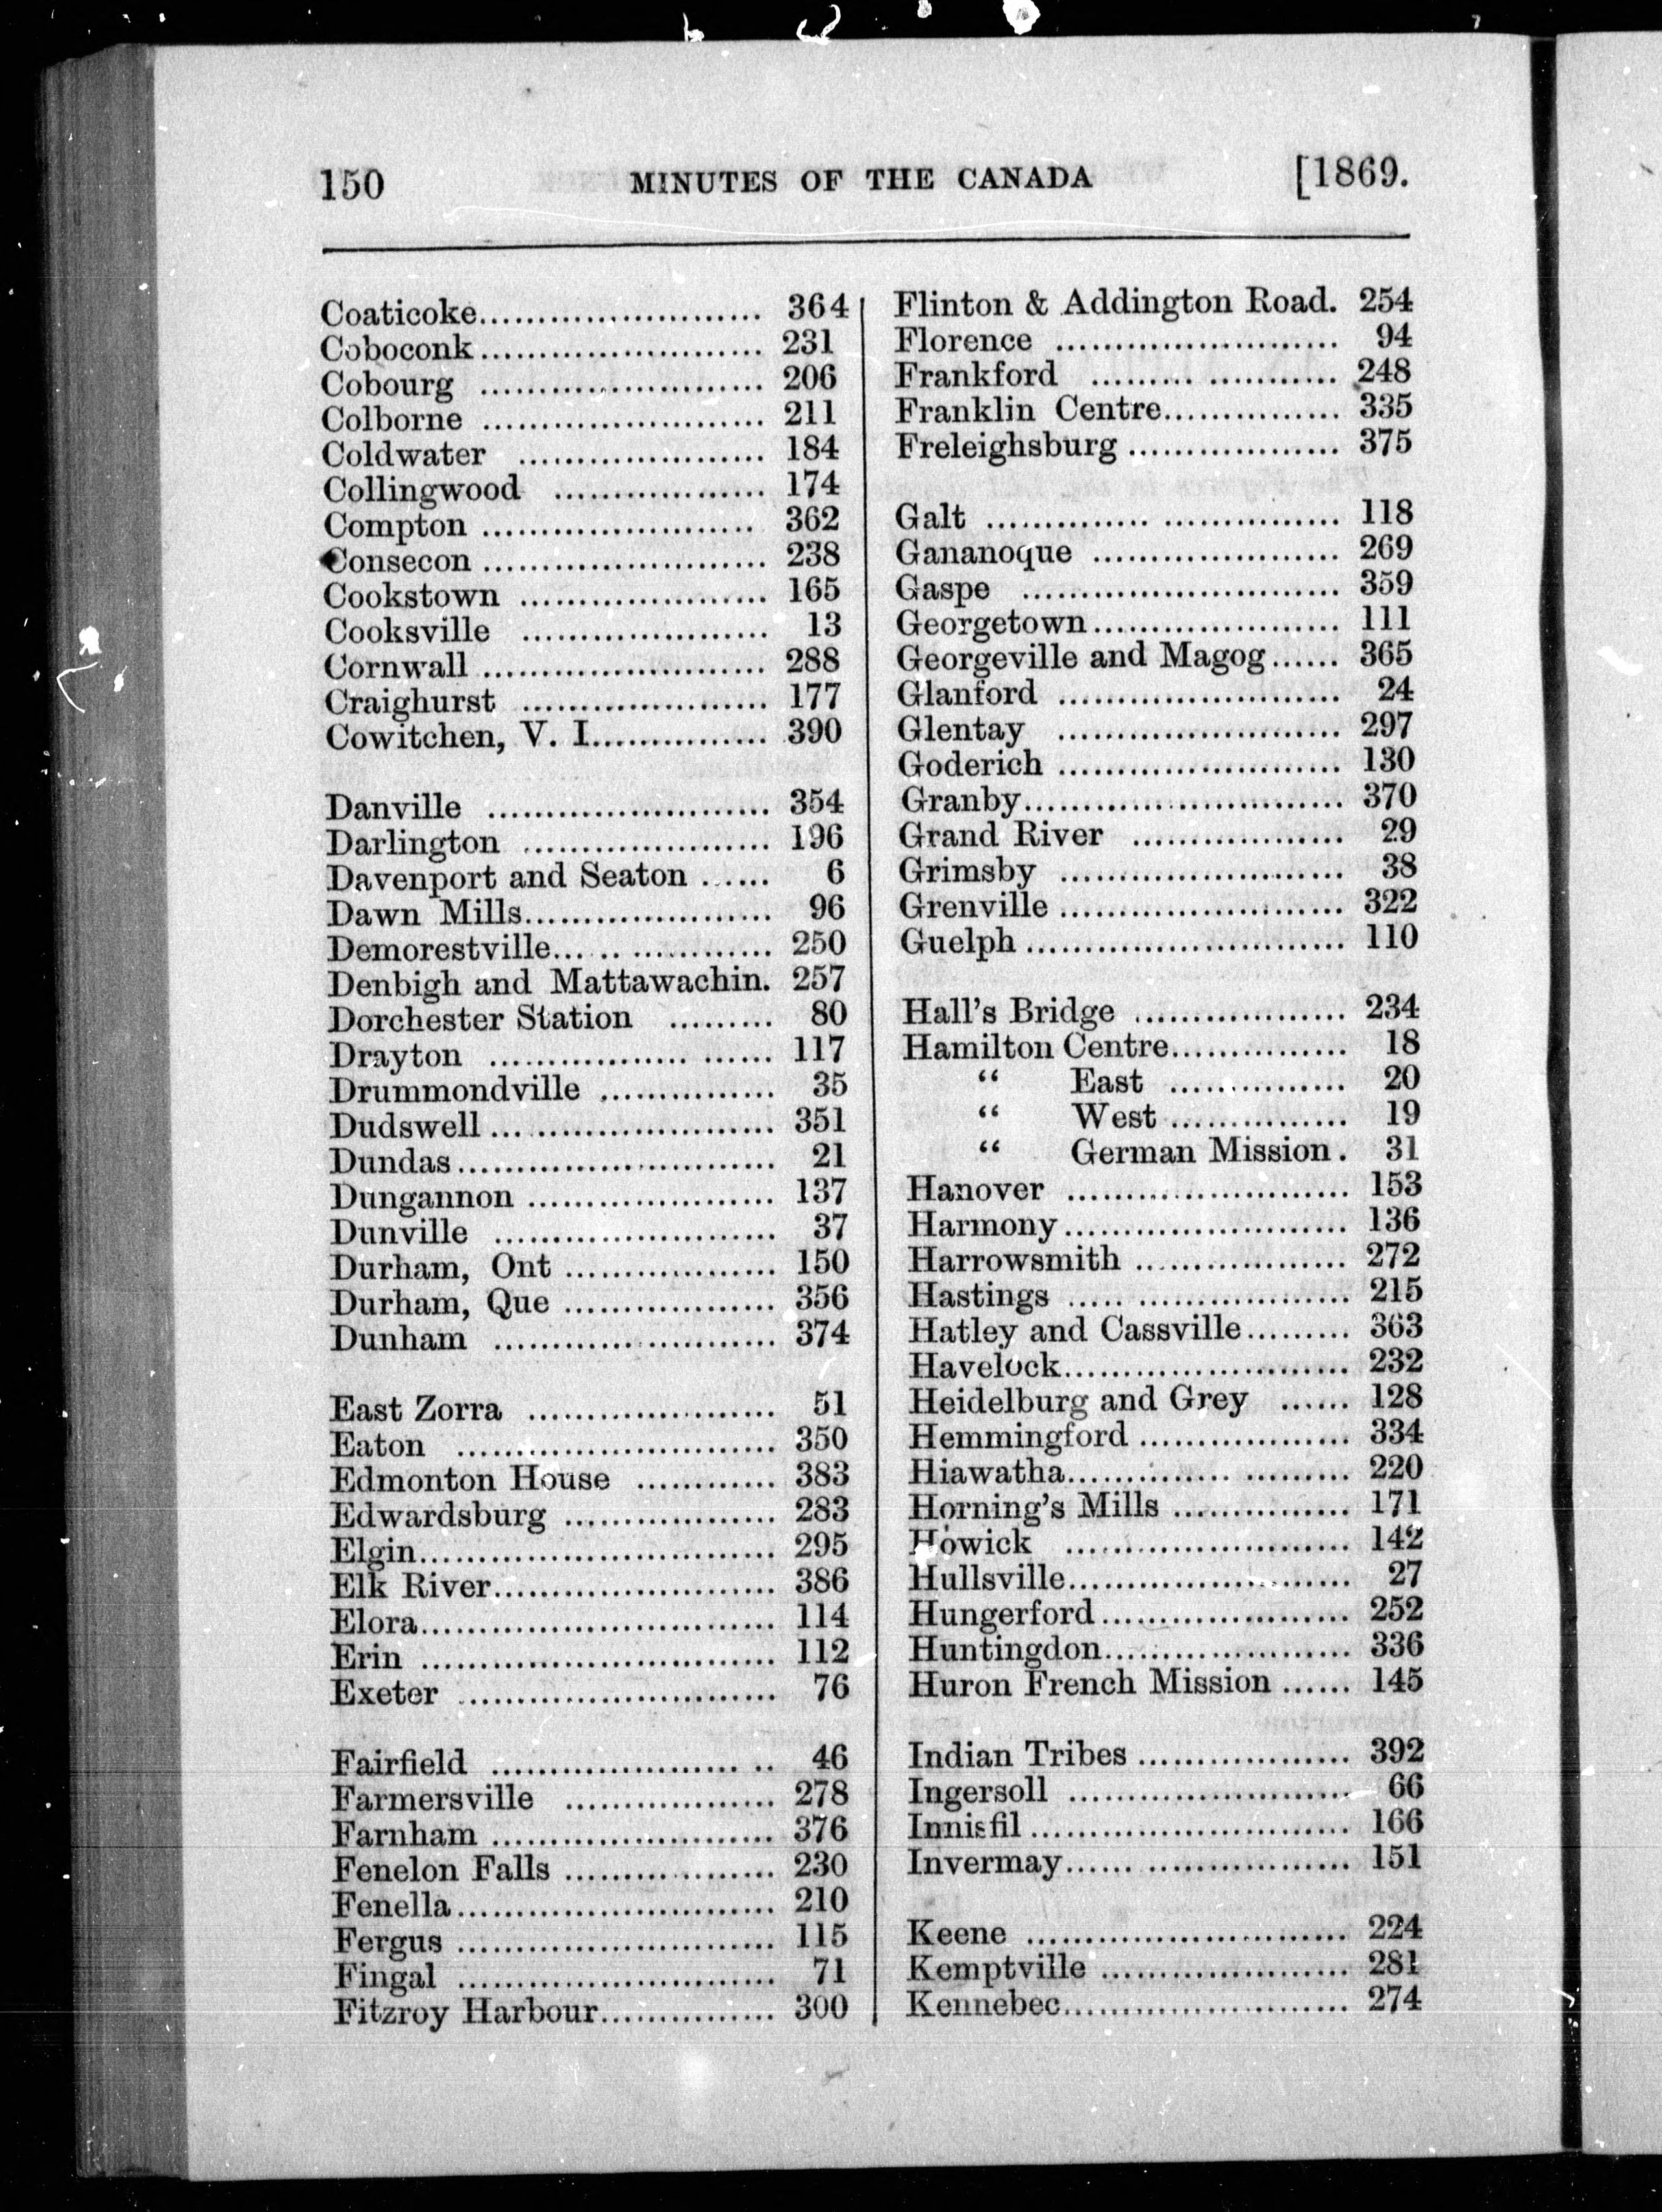 150 MINUTES OF THE CANADA [1869.
Coaticoke........................ 364
Coboconk........................ 231
Cobourg ........................ 206
Colborne ........................ 211
Coldwater ..................... 184
Collingwood .................. 174
Compton ....................... 362
Consecon ........................ 238
Cookstown ..................... 165
Cooksville ..................... 13
Cornwall ........................ 288
Craighurst ..................... 177
Cowitchen, V. I............... 390
Danville ........................ 354
Darlington ..................... 196
Davenport and Seaton ...... 6
Dawn Mills..................... 96
Demorestville... .. ............ 250
Denbigh and Mattawachin. 257
Dorchester Station ......... 80
Drayton ................. ...... 117
Drummondville ............... 35
Dudswell ........................ 351
Dundas........................... 21
Dungannon ..................... 137
Dunville ........................ 37
Durham, Ont .................. 150
Durham, Que .................. 356
Dunham ........................ 374
East Zorra ..................... 51
Eaton ........................... 350
Edmonton House ............ 383
Edwardsburg .................. 283
Elgin.............................. 295
Elk River........................ 386
Elora.............................. 114
Erin .............................. 112
Exeter ........................... 76
Fairfield ..................... .. 46
Farmersville .................. 278
Farnham ........................ 376
Fenelon Falls .................. 230
Fenella........................... 210
Fergus ........................... 115
Fingal ........................... 71
Fitzroy Harbour............... 300
Flinton & Addington Road. 254
Florence ........................ 94
Frankford ......... ........... 248
Franklin Centre............... 335
Freleighsburg .................. 375
Galt .............. ............... 118
Gananoque ..................... 269
Gaspe ........................... 359
Georgetown..................... 111
Georgeville and Magog...... 365
Glanford ........................ 24
Glentay ........................ 297
Goderich ........................ 130
Granby........................... 370
Grand River .................. 29
Grimsby ........................ 38
Grenville ........................ 322
Guelph ........................... 110
Hall's Bridge .................. 234
Hamilton Centre............... 18
“ East ............... 20
“ West ............... 19
“ German Mission. 31
Hanover ........................ 153
Harmony ........................ 136
Harrowsmith .................. 272
Hastings ..... .................. 215
Hatley and Cassville......... 363
Havelock........................ 232
Heidelburg and Grey ...... 128
Hemmingford .................. 334
Hiawatha.............. ......... 220
Horning's Mills ............... 171
Howick ........................ 142
Hullsville........................ 27
Hungerford ..................... 252
Huntingdon..................... 336
Huron French Mission ...... 145
Indian Tribes .................. 392
Ingersoll ........................ 66
Innisfil ........................... 166
Invermay...... .................. 151
Keene ........................... 224
Kemptville ..................... 281
Kennebec........................ 274